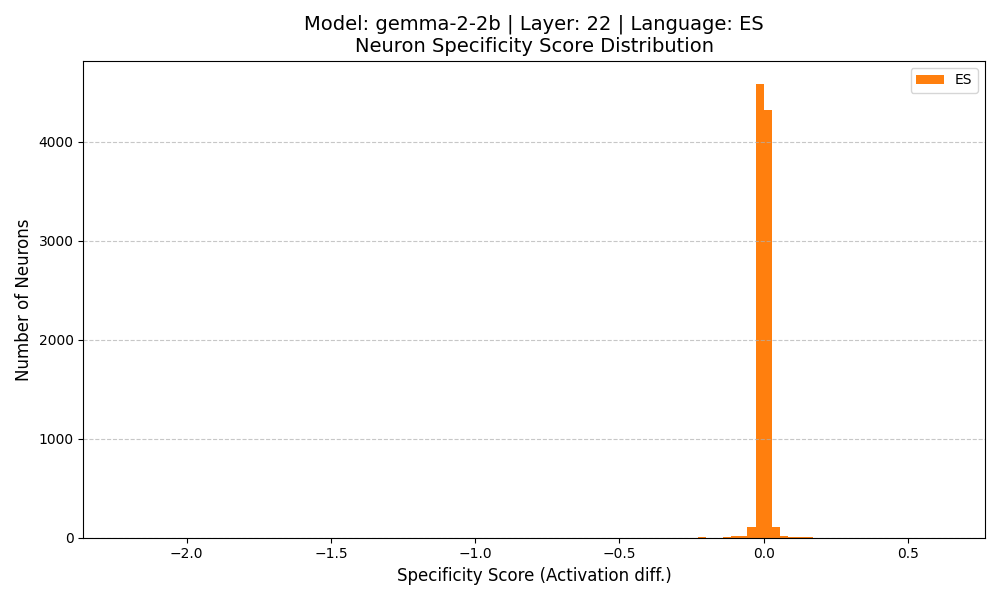 Model: gemma-2-2b | Layer: 22 | Language: ES
Neuron Specificity Score Distribution
ES
Number of Neurons
4000
3000
2000
1000
0
−2.0
−1.5
−1.0
−0.5
0.0
0.5
Specificity Score (Activation diff.)